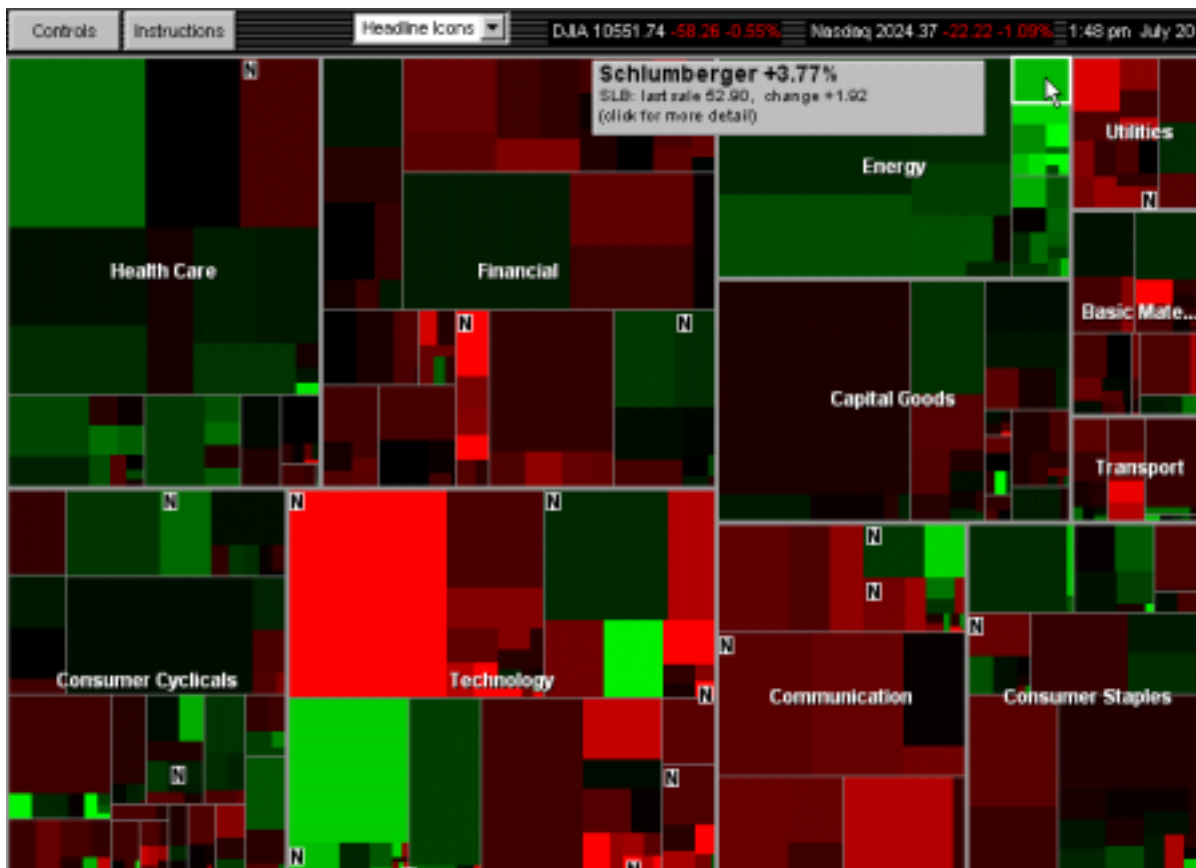 Controls
Instructions
Headline Icons
DJIA 10551.74 -58.26 -0.55%
Nasdaq 2024.37 -22.22 -1.09%
1:48 pm July 20
N
Schlumberger +3.77%
SLB: last sale 52.90, change +1.92
(click for more detail)
Utilities
Energy
N
Health Care
Financial
Basic Mate...
N
N
Capital Goods
Transport
N
N
N
N
N
N
N
Consumer Cyclicals
Technology
N
Communication
Consumer Staples
N
N
N
N